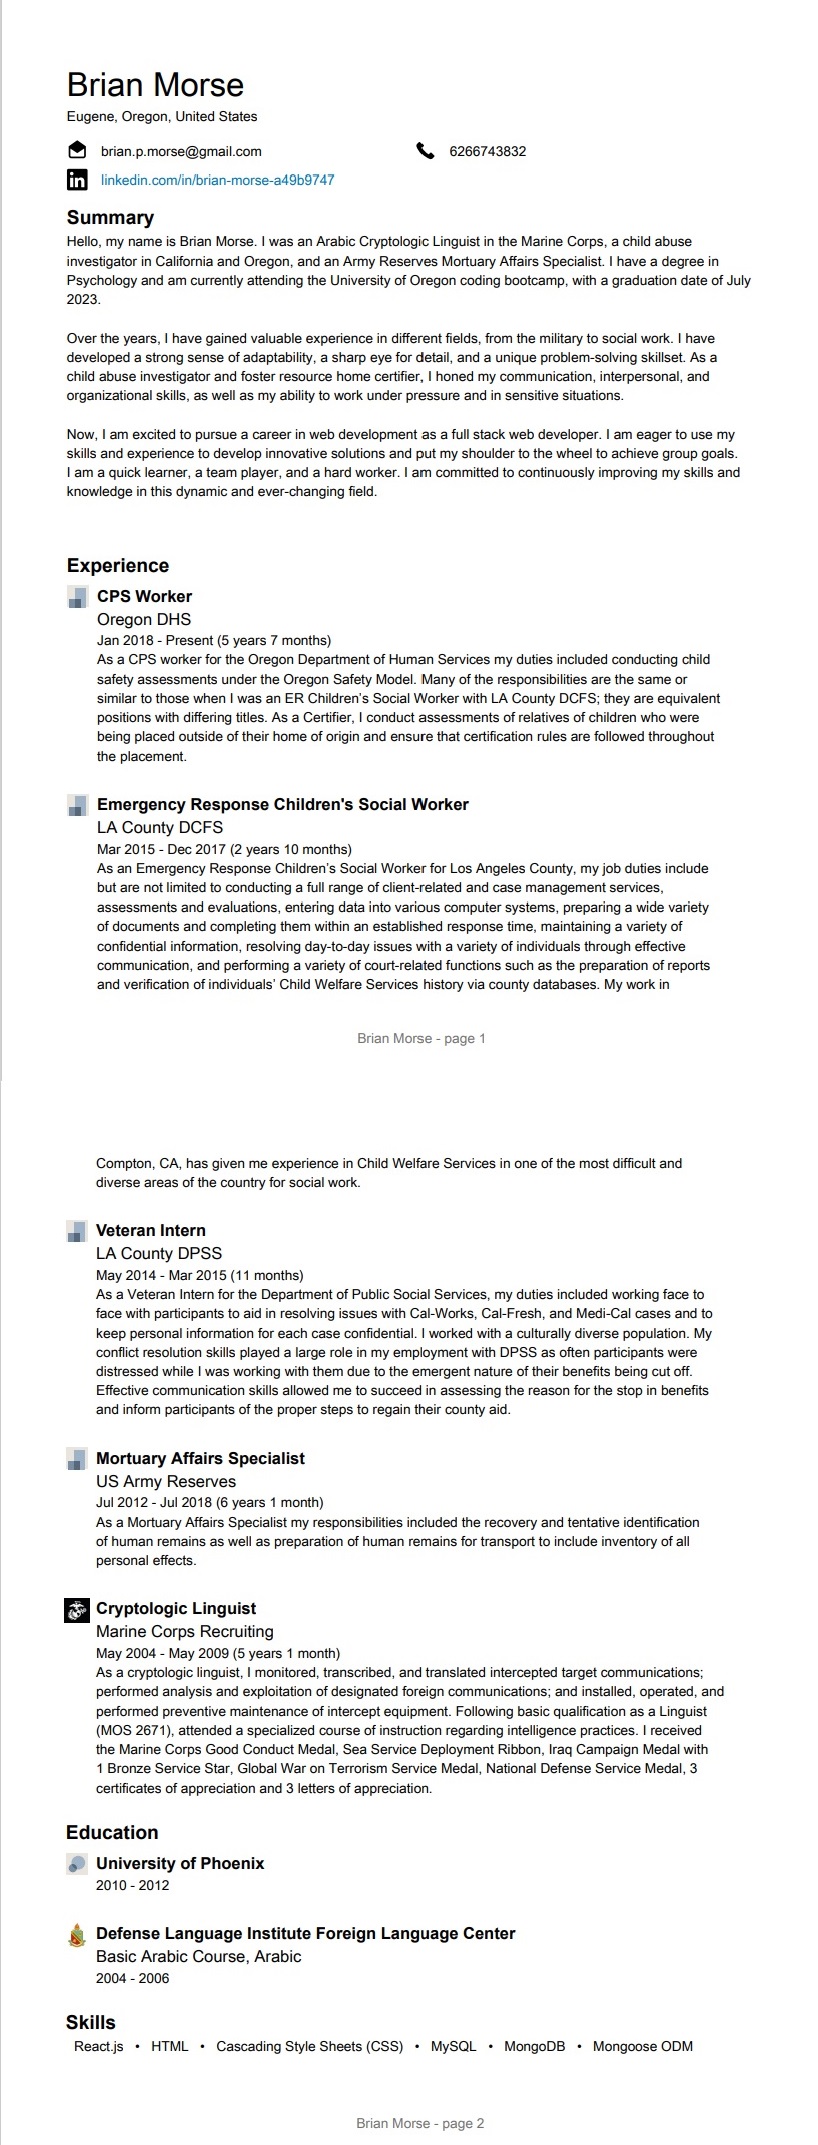 Brian Morse
Eugene, Oregon, United States
brian.p.morse@gmail.com 6266743832
in linkedin.com/in/brian-morse-a49b9747
Summary
Hello, my name is Brian Morse. I was an Arabic Cryptologic Linguist in the Marine Corps, a child abuse
investigator in California and Oregon, and an Army Reserves Mortuary Affairs Specialist. I have a degree in
Psychology and am currently attending the University of Oregon coding bootcamp, with a graduation date of July
2023.
Over the years, I have gained valuable experience in different fields, from the military to social work. I have
developed a strong sense of adaptability, a sharp eye for detail, and a unique problem-solving skillset. As a
child abuse investigator and foster resource home certifier, I honed my communication, interpersonal, and
organizational skills, as well as my ability to work under pressure and in sensitive situations.
Now, I am excited to pursue a career in web development as a full stack web developer. I am eager to use my
skills and experience to develop innovative solutions and put my shoulder to the wheel to achieve group goals.
I am a quick learner, a team player, and a hard worker. I am committed to continuously improving my skills and
knowledge in this dynamic and ever-changing field.
Experience
CPS Worker
Oregon DHS
Jan 2018 - Present (5 years 7 months)
As a CPS worker for the Oregon Department of Human Services my duties included conducting child
safety assessments under the Oregon Safety Model. Many of the responsibilities are the same or
similar to those when I was an ER Children's Social Worker with LA County DCFS; they are equivalent
positions with differing titles. As a Certifier, I conduct assessments of relatives of children who were
being placed outside of their home of origin and ensure that certification rules are followed throughout
the placement.
Emergency Response Children's Social Worker
LA County DCFS
Mar 2015 - Dec 2017 (2 years 10 months)
As an Emergency Response Children's Social Worker for Los Angeles County, my job duties include
but are not limited to conducting a full range of client-related and case management services,
assessments and evaluations, entering data into various computer systems, preparing a wide variety
of documents and completing them within an established response time, maintaining a variety of
confidential information, resolving day-to-day issues with a variety of individuals through effective
communication, and performing a variety of court-related functions such as the preparation of reports
and verification of individuals' Child Welfare Services history via county databases. My work in
Brian Morse - page 1
Compton, CA, has given me experience in Child Welfare Services in one of the most difficult and
diverse areas of the country for social work.
Veteran Intern
LA County DPSS
May 2014 - Mar 2015 (11 months)
As a Veteran Intern for the Department of Public Social Services, my duties included working face to
face with participants to aid in resolving issues with Cal-Works, Cal-Fresh, and Medi-Cal cases and to
keep personal information for each case confidential. I worked with a culturally diverse population. My
conflict resolution skills played a large role in my employment with DPSS as often participants were
distressed while I was working with them due to the emergent nature of their benefits being cut off.
Effective communication skills allowed me to succeed in assessing the reason for the stop in benefits
and inform participants of the proper steps to regain their county aid.
Mortuary Affairs Specialist
US Army Reserves
Jul 2012 - Jul 2018 (6 years 1 month)
As a Mortuary Affairs Specialist my responsibilities included the recovery and tentative identification
of human remains as well as preparation of human remains for transport to include inventory of all
personal effects.
Cryptologic Linguist
Marine Corps Recruiting
May 2004 - May 2009 (5 years 1 month)
As a cryptologic linguist, I monitored, transcribed, and translated intercepted target communications;
performed analysis and exploitation of designated foreign communications; and installed, operated, and
performed preventive maintenance of intercept equipment. Following basic qualification as a Linguist
(MOS 2671), attended a specialized course of instruction regarding intelligence practices. I received
the Marine Corps Good Conduct Medal, Sea Service Deployment Ribbon, Iraq Campaign Medal with
1 Bronze Service Star, Global War on Terrorism Service Medal, National Defense Service Medal, 3
certificates of appreciation and 3 letters of appreciation.
Education
University of Phoenix
2010 - 2012
Defense Language Institute Foreign Language Center
Basic Arabic Course, Arabic
2004 - 2006
Skills
React.js • HTML • Cascading Style Sheets (CSS) • MySQL • MongoDB • Mongoose ODM
Brian Morse - page 2